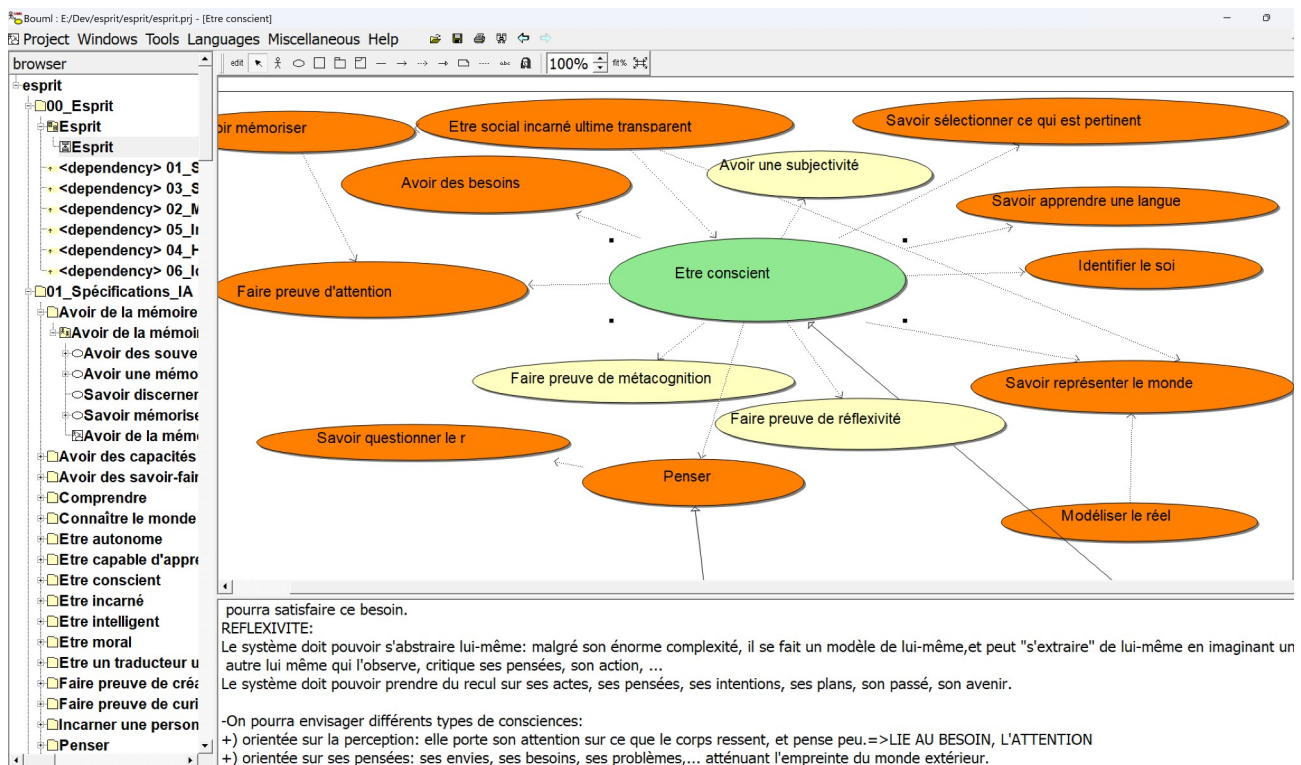 Bouml : E:/Dev/esprit/esprit/esprit.prj - [Etre conscient]
Project Windows Tools Languages Miscellaneous Help
browser
edit
abc
100%
fit%
esprit
00_Esprit
Esprit
Esprit
<dependency> 01_S
<dependency> 03_S
<dependency> 02_M
<dependency> 05_Ir
<dependency> 04_H
<dependency> 06_Ic
01_Spécifications_IA
Avoir de la mémoire
Avoir de la mémoir
Avoir des souve
Avoir une mémo
Savoir discerner
Savoir mémorise
Avoir de la mém
Avoir des capacités
Avoir des savoir-fair
Comprendre
Connaître le monde
Etre autonome
Etre capable d'appre
Etre conscient
Etre incarné
Etre intelligent
Etre moral
Etre un traducteur u
Faire preuve de créa
Faire preuve de curi
Incarner une person
Penser
oir mémoriser
Etre social incarné ultime transparent
Savoir sélectionner ce qui est pertinent
Avoir des besoins
Avoir une subjectivité
Savoir apprendre une langue
Faire preuve d'attention
Etre conscient
Identifier le soi
Faire preuve de métacognition
Savoir représenter le monde
Faire preuve de réflexivité
Savoir questionner le r
Penser
Modéliser le réel
pourra satisfaire ce besoin.
REFLEXIVITE:
Le système doit pouvoir s'abstraire lui-même: malgré son énorme complexité, il se fait un modèle de lui-même,et peut "s'extraire" de lui-même en imaginant un
autre lui même qui l'observe, critique ses pensées, son action, ...
Le système doit pouvoir prendre du recul sur ses actes, ses pensées, ses intentions, ses plans, son passé, son avenir.
-On pourra envisager différents types de consciences:
+) orientée sur la perception: elle porte son attention sur ce que le corps ressent, et pense peu.=>LIE AU BESOIN, L'ATTENTION
+) orientée sur ses pensées: ses envies, ses besoins, ses problèmes,... atténuant l'empreinte du monde extérieur.